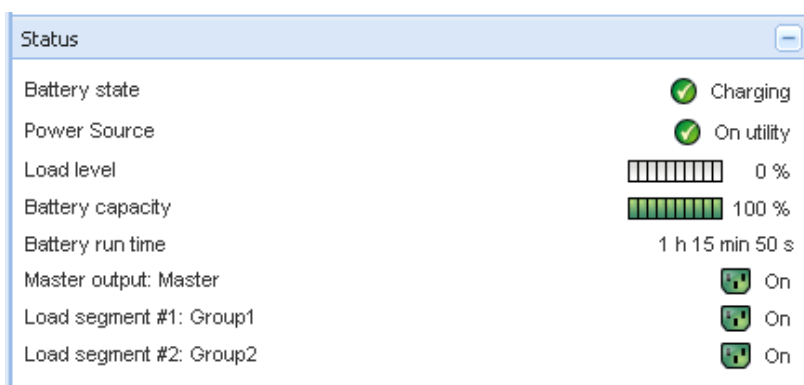 Status
Battery state Charging
Power Source On utility
Load level 0 %
Battery capacity 100 %
Battery run time 1 h 15 min 50 s
Master output: Master On
Load segment #1: Group1 On
Load segment #2: Group2 On